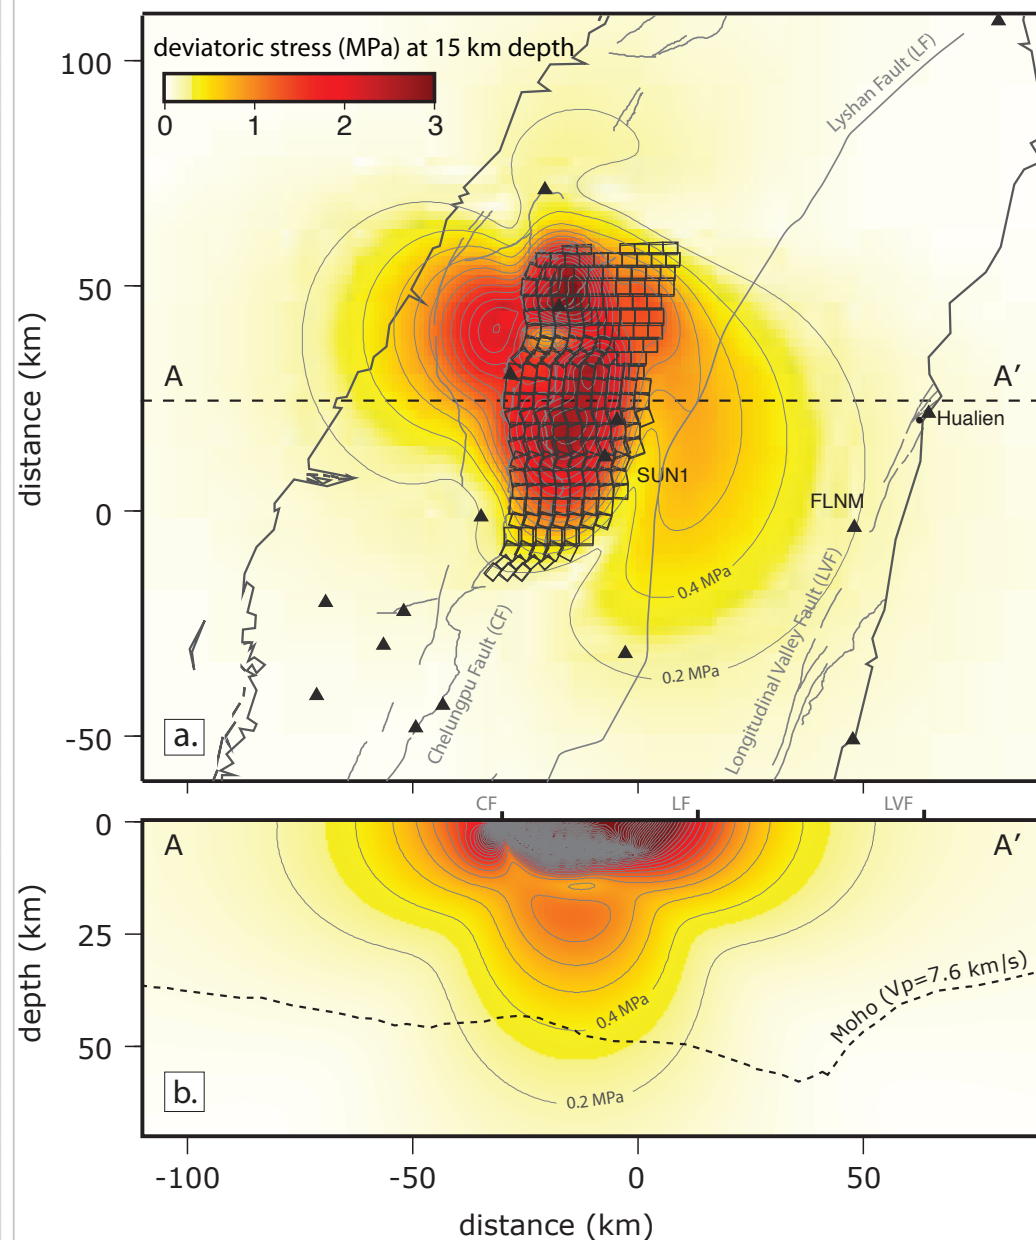 deviatoric stress (MPa) at 15 km depth
0 1 2 3
100
50
0
-50
distance (km)
Lyshan Fault (LF)
A A′
Hualien
SUN1
FLNM
0.4 MPa
0.2 MPa
Chelungpu Fault (CF)
Longitudinal Valley Fault (LVF)
a.
CF LF LVF
0
25
50
depth (km)
A A′
Moho (Vp=7.6 km/s)
0.4 MPa
0.2 MPa
b.
-100 -50 0 50
distance (km)